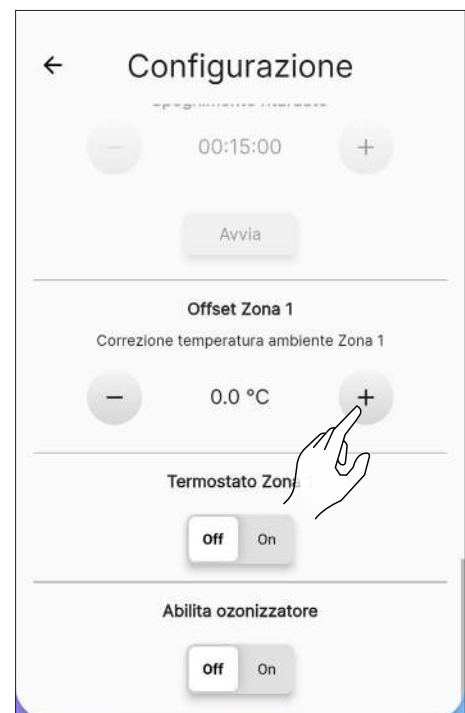 Configurazione
00:15:00
Avvia
Offset Zona 1
Correzione temperatura ambiente Zona 1
0.0 °C
Termostato Zona
Off On
Abilita ozonizzatore
Off On